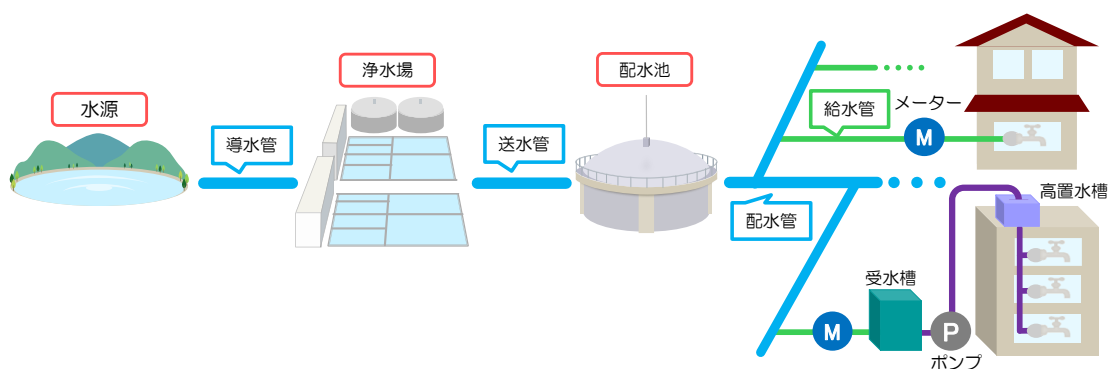 水源
導水管
浄水場
送水管
配水池
配水管
給水管
メーター
M
高置水槽
受水槽
M
P
ポンプ